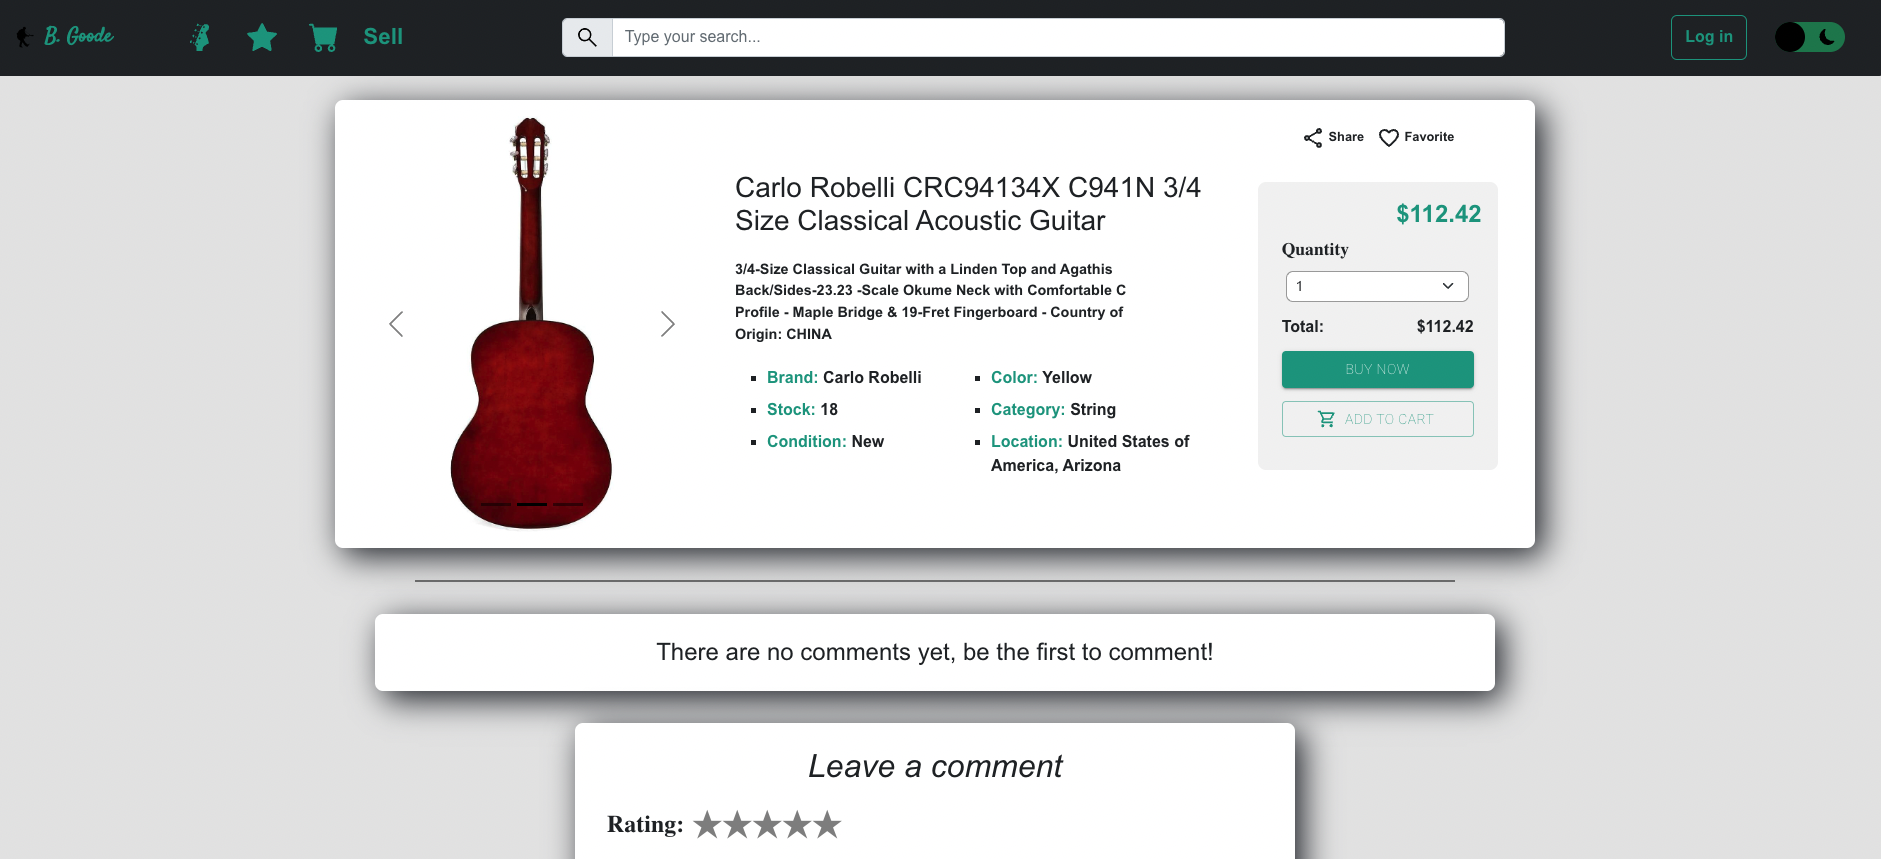 B. Goode
Sell
Type your search...
Log in
Share
Favorite
Carlo Robelli CRC94134X C941N 3/4
Size Classical Acoustic Guitar
3/4-Size Classical Guitar with a Linden Top and Agathis
Back/Sides-23.23 -Scale Okume Neck with Comfortable C
Profile - Maple Bridge & 19-Fret Fingerboard - Country of
Origin: CHINA
Brand: Carlo Robelli
Stock: 18
Condition: New
Color: Yellow
Category: String
Location: United States of
America, Arizona
$112.42
Quantity
1
Total: $112.42
BUY NOW
ADD TO CART
There are no comments yet, be the first to comment!
Leave a comment
Rating: